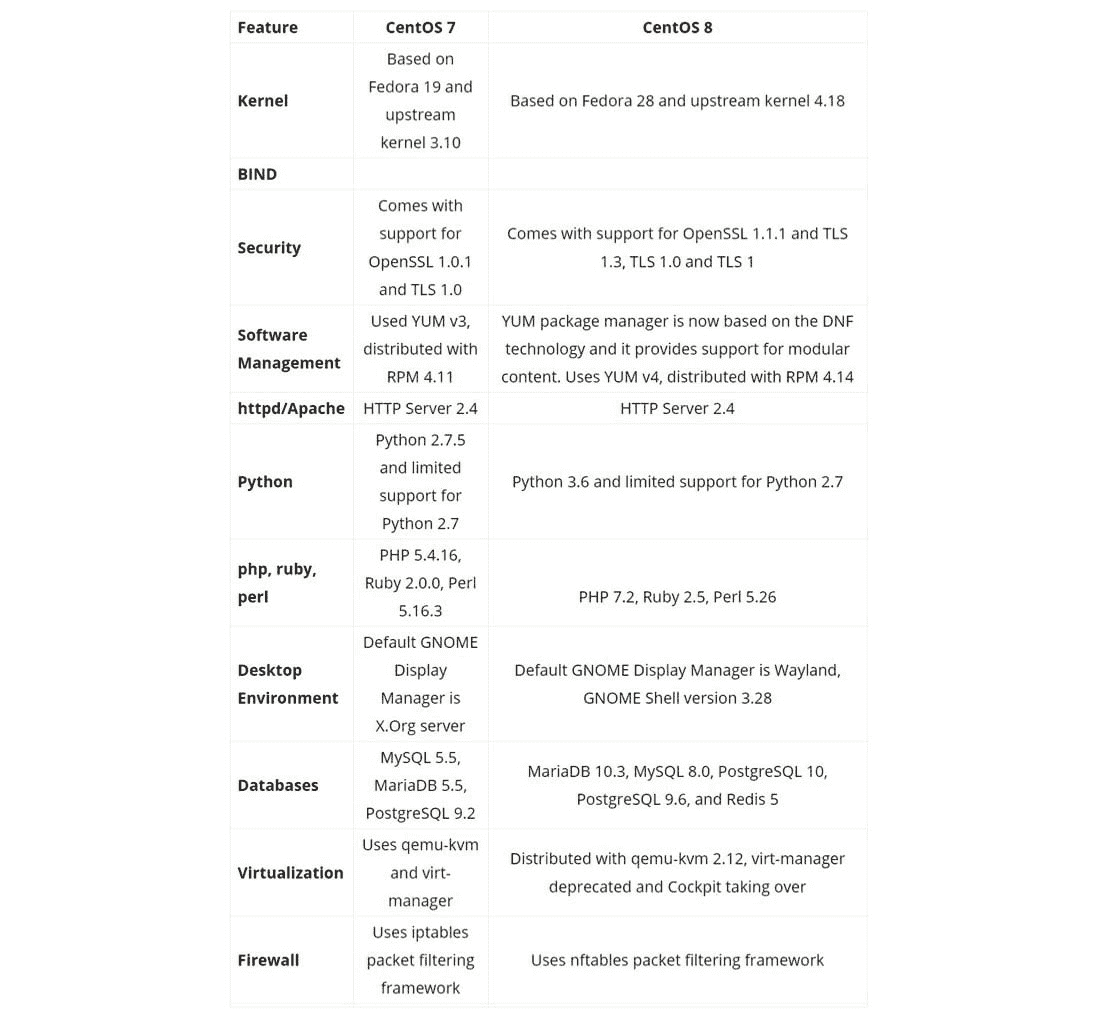 Feature CentOS 7 CentOS 8
Kernel
Based on
Fedora 19 and
upstream
kernel 3.10
Based on Fedora 28 and upstream kernel 4.18
BIND
Security
Comes with
support for
OpenSSL 1.0.1
and TLS 1.0
Comes with support for OpenSSL 1.1.1 and TLS
1.3, TLS 1.0 and TLS 1
Software
Management
Used YUM v3,
distributed with
RPM 4.11
YUM package manager is now based on the DNF
technology and it provides support for modular
content. Uses YUM v4, distributed with RPM 4.14
httpd/Apache HTTP Server 2.4 HTTP Server 2.4
Python
Python 2.7.5
and limited
support for
Python 2.7
Python 3.6 and limited support for Python 2.7
php, ruby,
perl
PHP 5.4.16,
Ruby 2.0.0, Perl
5.16.3
PHP 7.2, Ruby 2.5, Perl 5.26
Desktop
Environment
Default GNOME
Display
Manager is
X.Org server
Default GNOME Display Manager is Wayland,
GNOME Shell version 3.28
Databases
MySQL 5.5,
MariaDB 5.5,
PostgreSQL 9.2
MariaDB 10.3, MySQL 8.0, PostgreSQL 10,
PostgreSQL 9.6, and Redis 5
Virtualization
Uses qemu-kvm
and virt-
manager
Distributed with qemu-kvm 2.12, virt-manager
deprecated and Cockpit taking over
Firewall
Uses iptables
packet filtering
framework
Uses nftables packet filtering framework